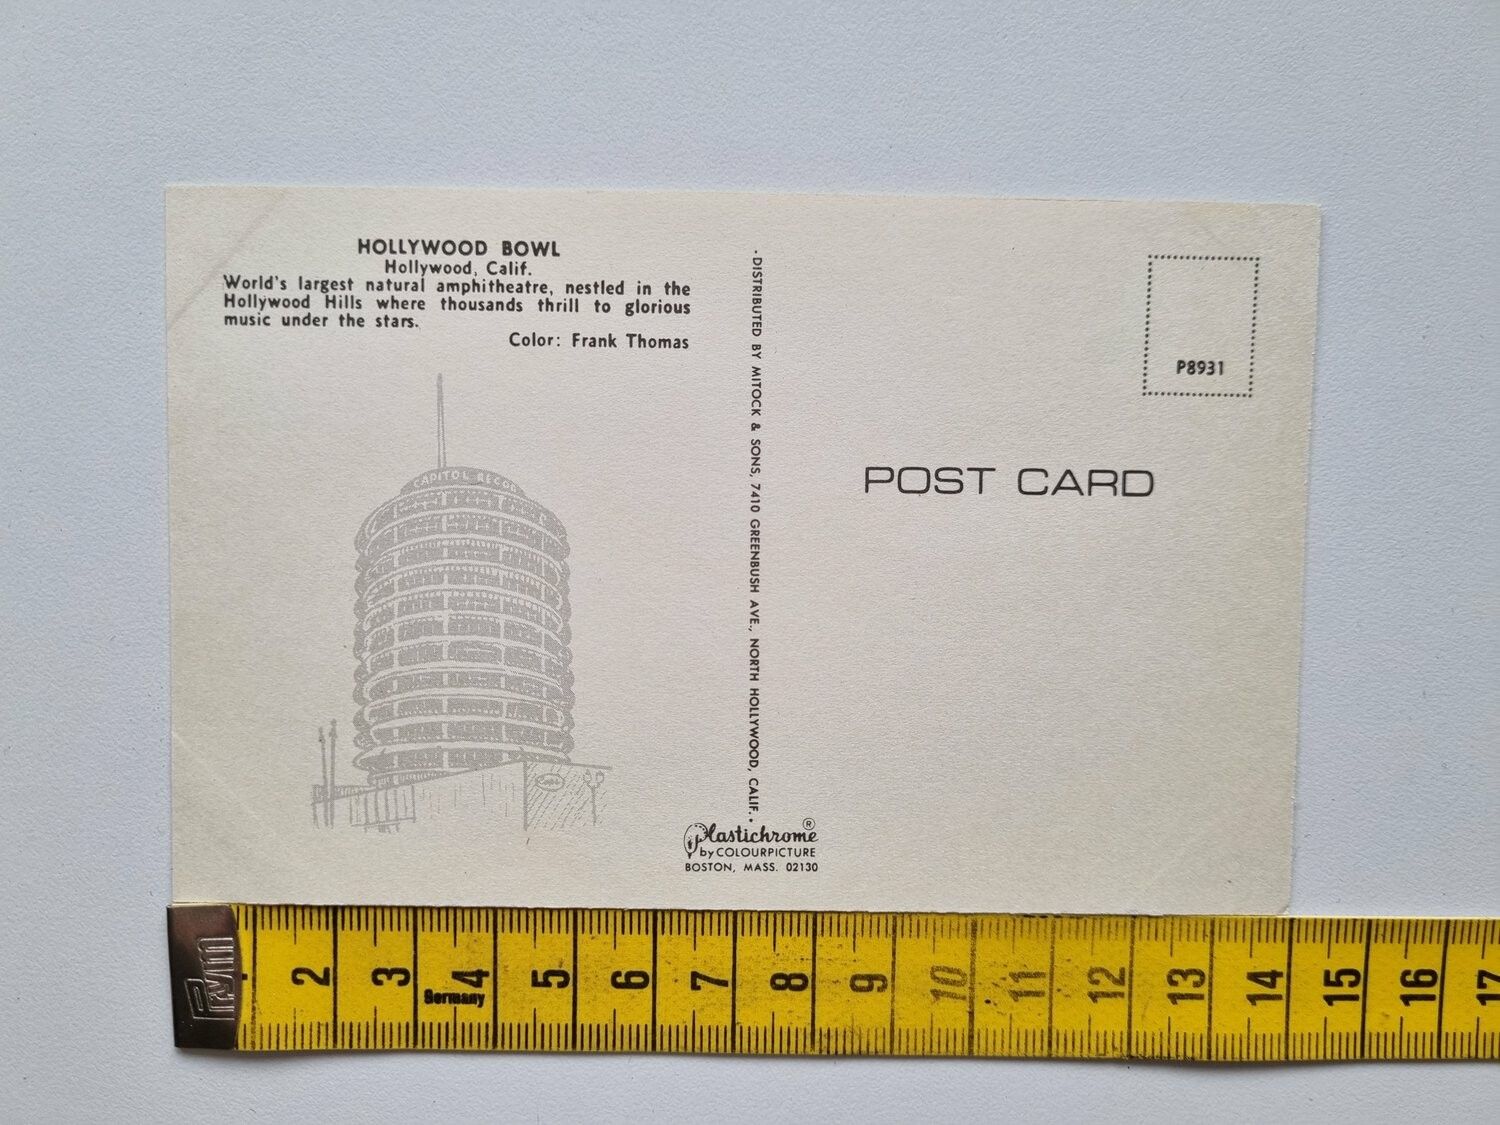 HOLLYWOOD BOWL
Hollywood, Calif.
World's largest natural amphitheatre, nestled in the
Hollywood Hills where thousands thrill to glorious
music under the stars.
Color: Frank Thomas
CAPITOL RECOR
• DISTRIBUTED BY MITOCK & SONS, 7410 GREENBUSH AVE., NORTH HOLLYWOOD, CALIF. •
Plastichrome ®
by COLOURPICTURE
BOSTON, MASS. 02130
P8931
POST CARD
Prym
2 3 4 5 6 7 8 9 10 11 12 13 14 15 16 17
Germany